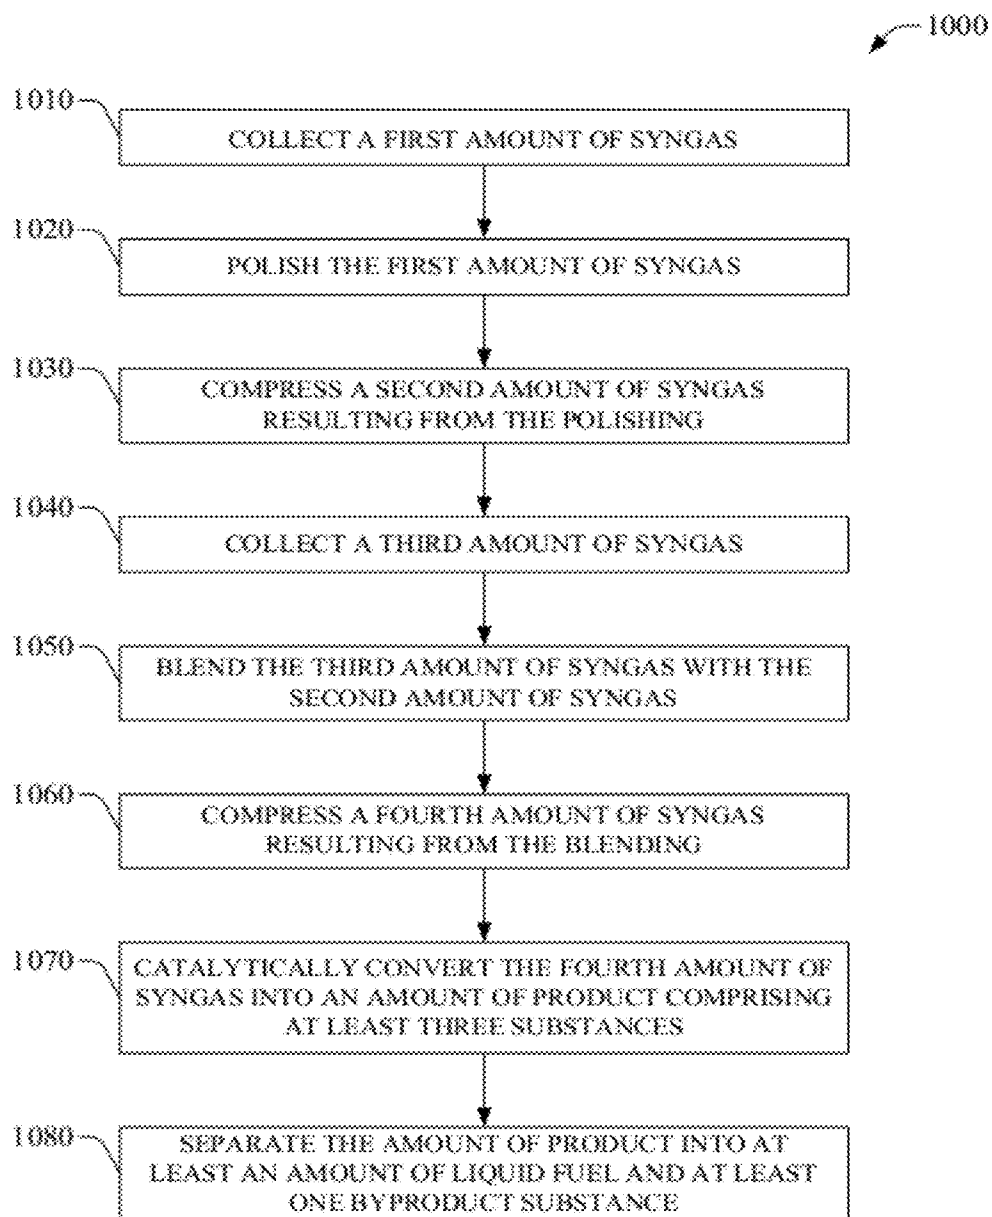 1000
1010
COLLECT A FIRST AMOUNT OF SYNGAS
1020
POLISH THE FIRST AMOUNT OF SYNGAS
1030
COMPRESS A SECOND AMOUNT OF SYNGAS
RESULTING FROM THE POLISHING
1040
COLLECT A THIRD AMOUNT OF SYNGAS
1050
BLEND THE THIRD AMOUNT OF SYNGAS WITH THE
SECOND AMOUNT OF SYNGAS
1060
COMPRESS A FOURTH AMOUNT OF SYNGAS
RESULTING FROM THE BLENDING
1070
CATALYTICALLY CONVERT THE FOURTH AMOUNT OF
SYNGAS INTO AN AMOUNT OF PRODUCT COMPRISING
AT LEAST THREE SUBSTANCES
1080
SEPARATE THE AMOUNT OF PRODUCT INTO AT
LEAST AN AMOUNT OF LIQUID FUEL AND AT LEAST
ONE BYPRODUCT SUBSTANCE